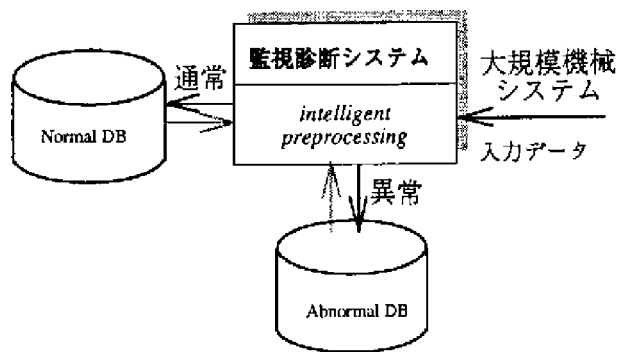 監視診断システム
通常
大規模機械
システム
intelligent
preprocessing
Normal DB
入力データ
異常
Abnormal DB